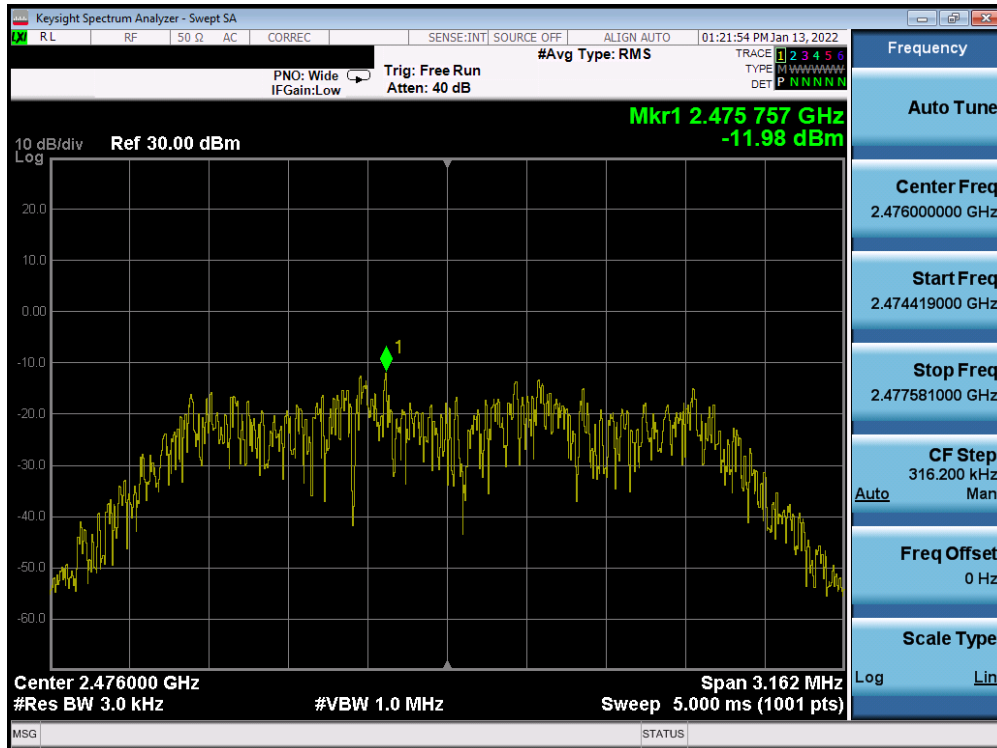 Keysight Spectrum Analyzer - Swept SA
LXI RL RF 50 Ω AC CORREC SENSE:INT SOURCE OFF ALIGN AUTO 01:21:54 PM Jan 13, 2022
#Avg Type: RMS
TRACE 1 2 3 4 5 6
PNO: Wide Trig: Free Run
TYPE M WWWWW
IFGain:Low Atten: 40 dB
DET P N N N N N
Mkr1 2.475 757 GHz
-11.98 dBm
10 dB/div Ref 30.00 dBm
Log
20.0
10.0
0.00
-10.0
-20.0
-30.0
-40.0
-50.0
-60.0
1
Center 2.476000 GHz Span 3.162 MHz
#Res BW 3.0 kHz #VBW 1.0 MHz Sweep 5.000 ms (1001 pts)
MSG STATUS
Frequency
Auto Tune
Center Freq
2.476000000 GHz
Start Freq
2.474419000 GHz
Stop Freq
2.477581000 GHz
CF Step
316.200 kHz
Auto Man
Freq Offset
0 Hz
Scale Type
Log Lin